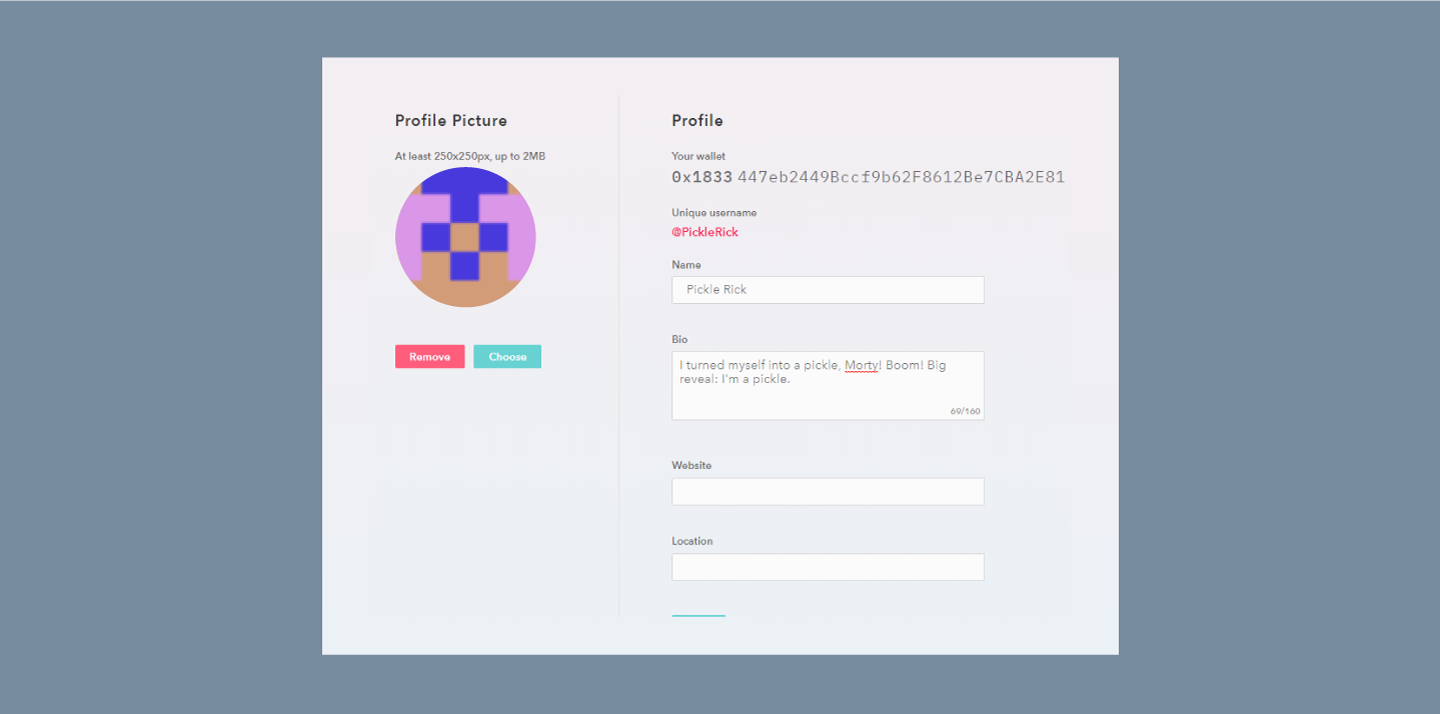 Profile Picture
At least 250x250px, up to 2MB
Remove
Choose
Profile
Your wallet
0x1833 447eb2449Bccf9b62F8612Be7CBA2E81
Unique username
@PickleRick
Name
Pickle Rick
Bio
I turned myself into a pickle, Morty! Boom! Big
reveal: I'm a pickle.
69/160
Website
Location